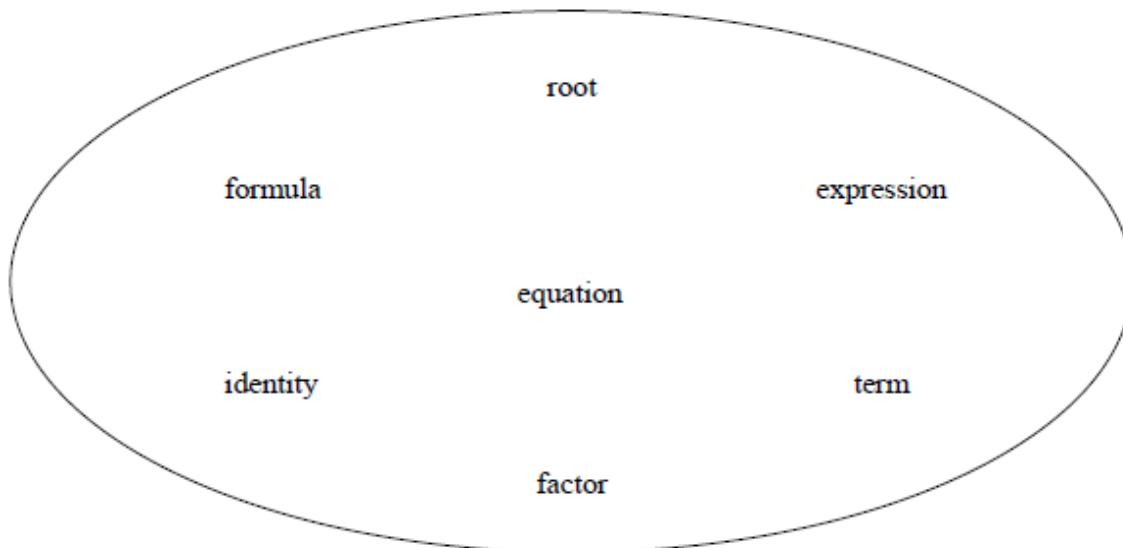 root
formula expression
equation
identity term
factor